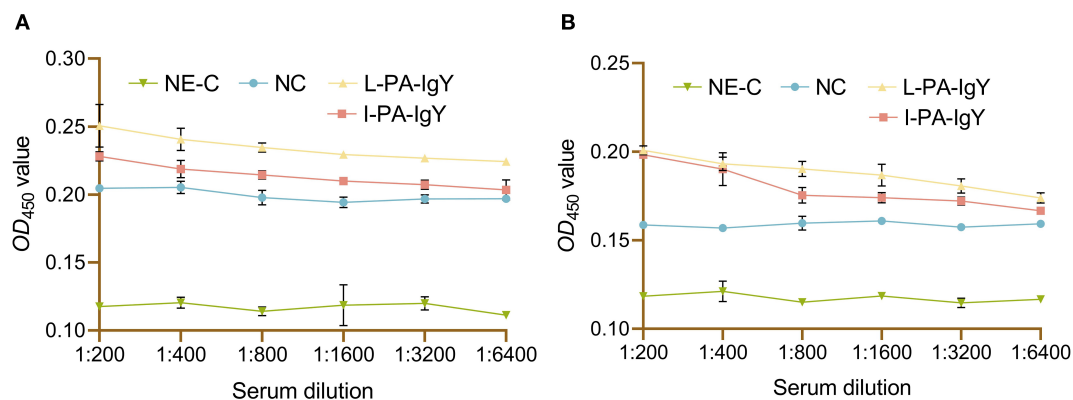 A
0.30
0.25
0.20
0.15
0.10
OD450 value
NE-C
NC
L-PA-IgY
I-PA-IgY
1:200
1:400
1:800
1::1600
1:3200
1:6400
Serum dilution
B
0.25
0.20
0.15
0.10
OD450 value
NE-C
NC
L-PA-IgY
I-PA-IgY
1:200
1:400
1:800
1::1600
1:3200
1:6400
Serum dilution